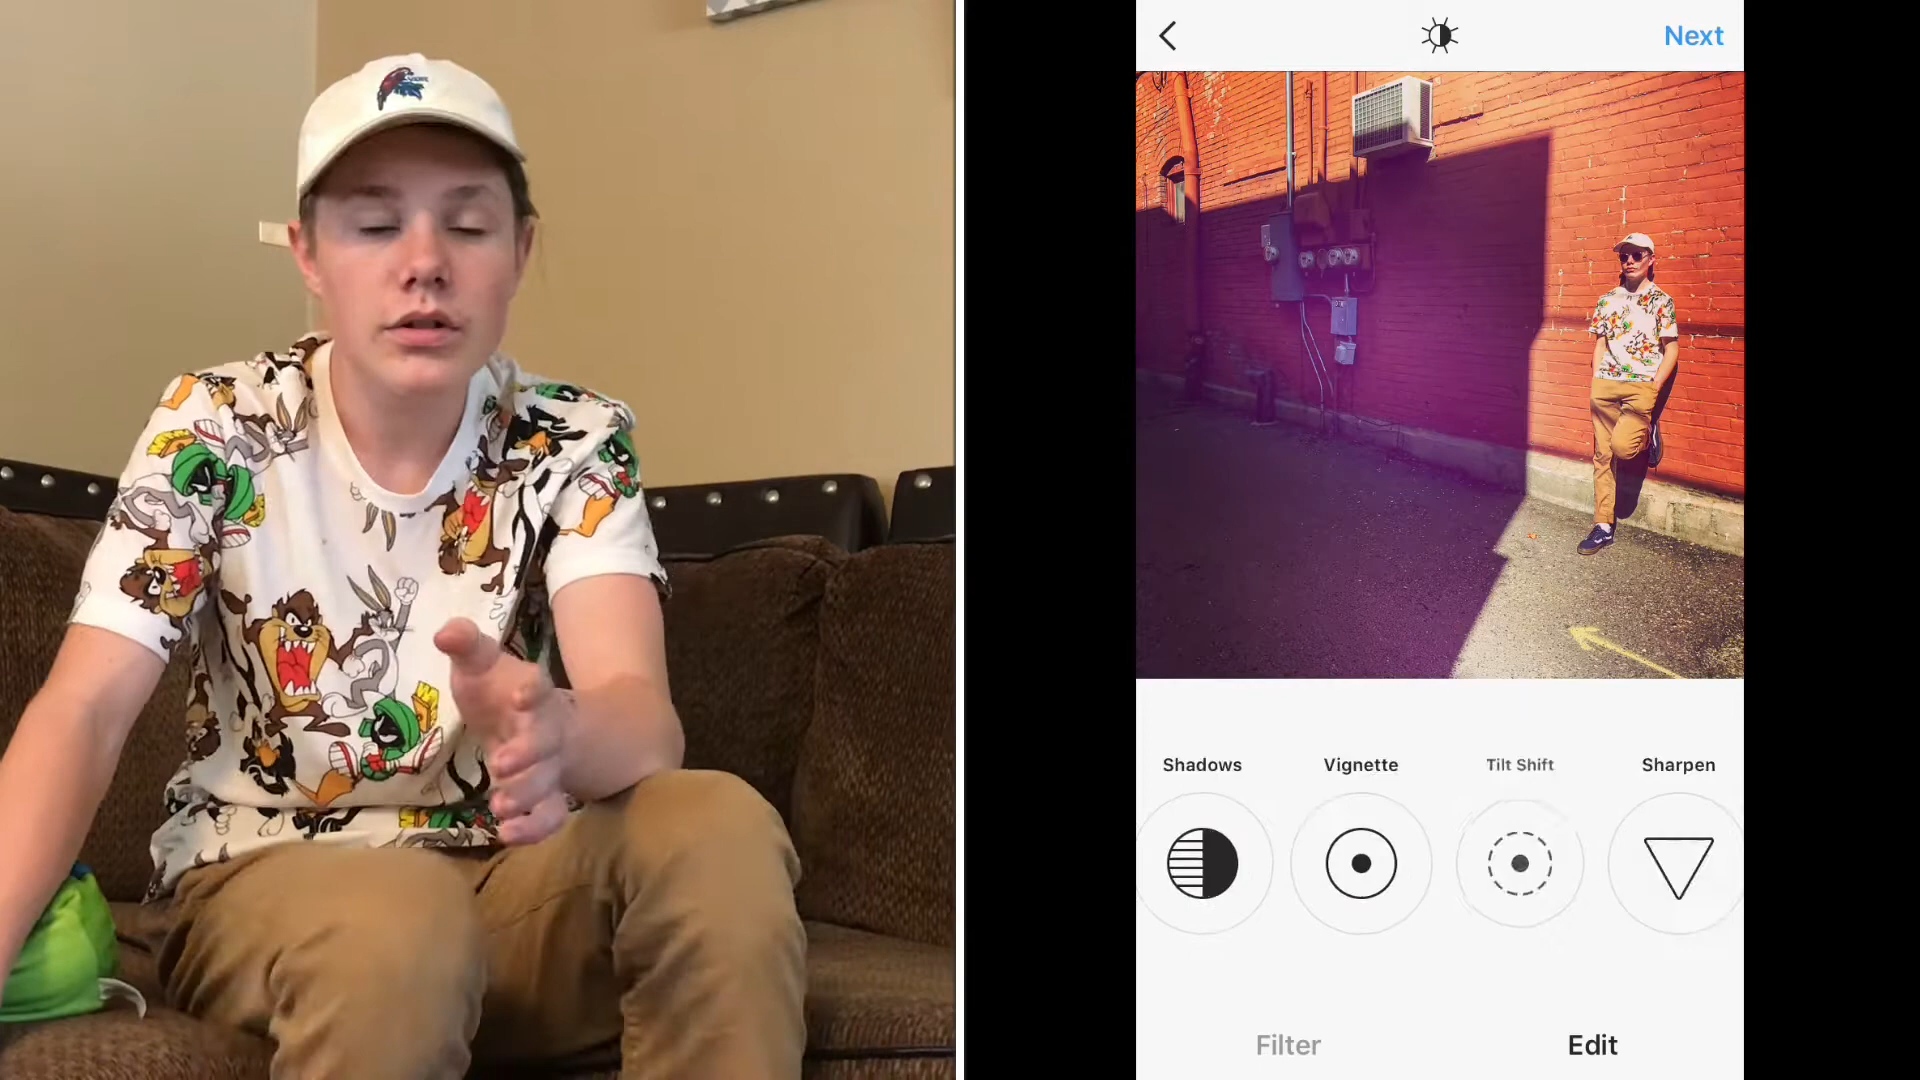 Next
Shadows
Vignette
Tilt Shift
Sharpen
Filter
Edit